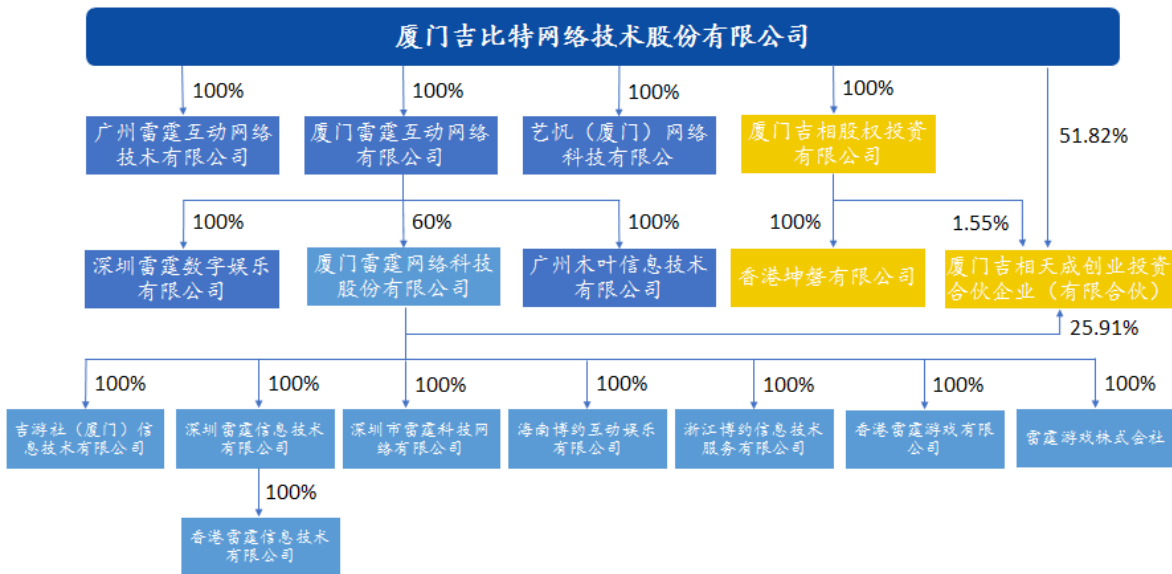 厦门吉比特网络技术股份有限公司
100%
100%
100%
100%
51.82%
广州雷霆互动网络
技术有限公司
厦门雷霆互动网络
有限公司
艺忛（厦门）网络
科技有限公
厦门吉相股权投资
有限公司
100%
60%
100%
100%
1.55%
深圳雷霆数字娱乐
有限公司
厦门雷霆网络科技
股份有限公司
广州木叶信息技术
有限公司
香港坤磐有限公司
厦门吉相天成创业投资
合伙企业（有限合伙）
25.91%
100%
100%
100%
100%
100%
100%
100%
吉游社（厦门）信
息技术有限公司
深圳雷霆信息技术
有限公司
深圳市雷霆科技网
络有限公司
海南博约互动娱乐
有限公司
浙江博约信息技术
服务有限公司
香港雷霆游戏有限
公司
雷霆游戏株式会社
100%
香港雷霆信息技术
有限公司